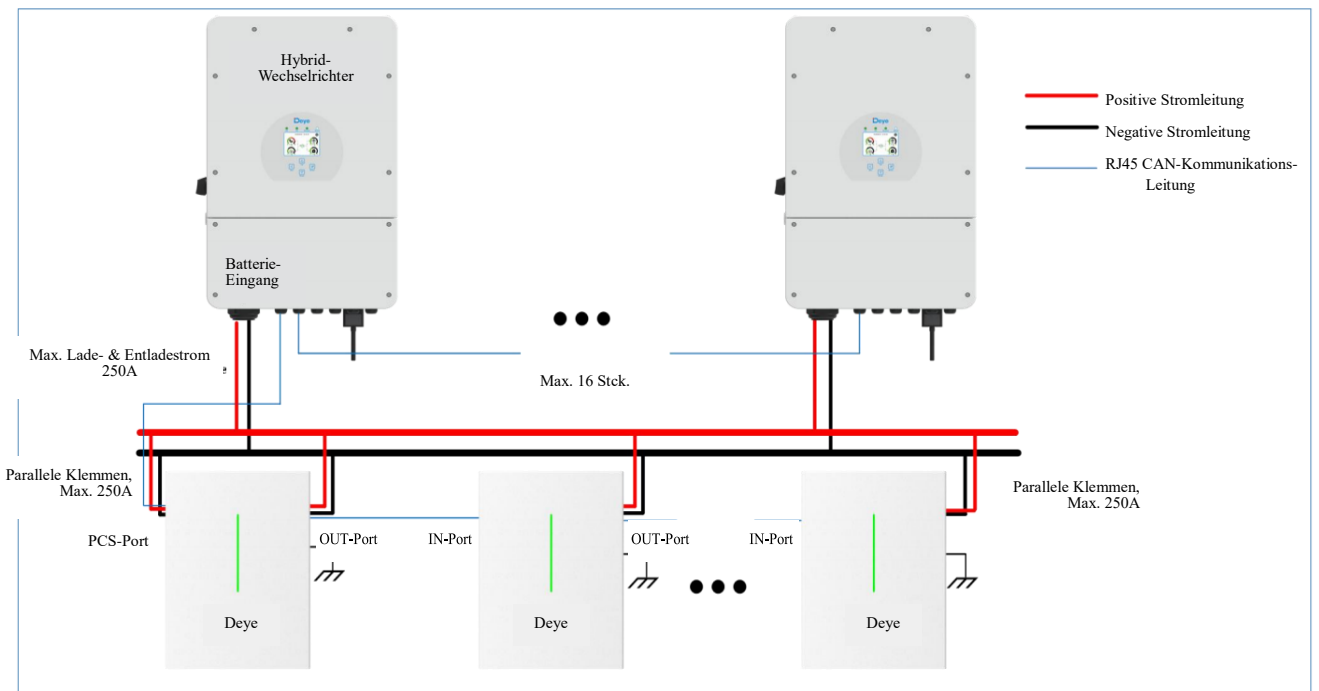 Hybrid-
Wechselrichter
Deye
Deye
Positive Stromleitung
Negative Stromleitung
RJ45 CAN-Kommunikations-
Leitung
Batterie-
Eingang
Max. Lade- & Entladestrom
250A
Max. 16 Stck.
Parallele Klemmen,
Max. 250A
Parallele Klemmen,
Max. 250A
PCS-Port
OUT-Port
IN-Port
OUT-Port
IN-Port
Deye
Deye
Deye